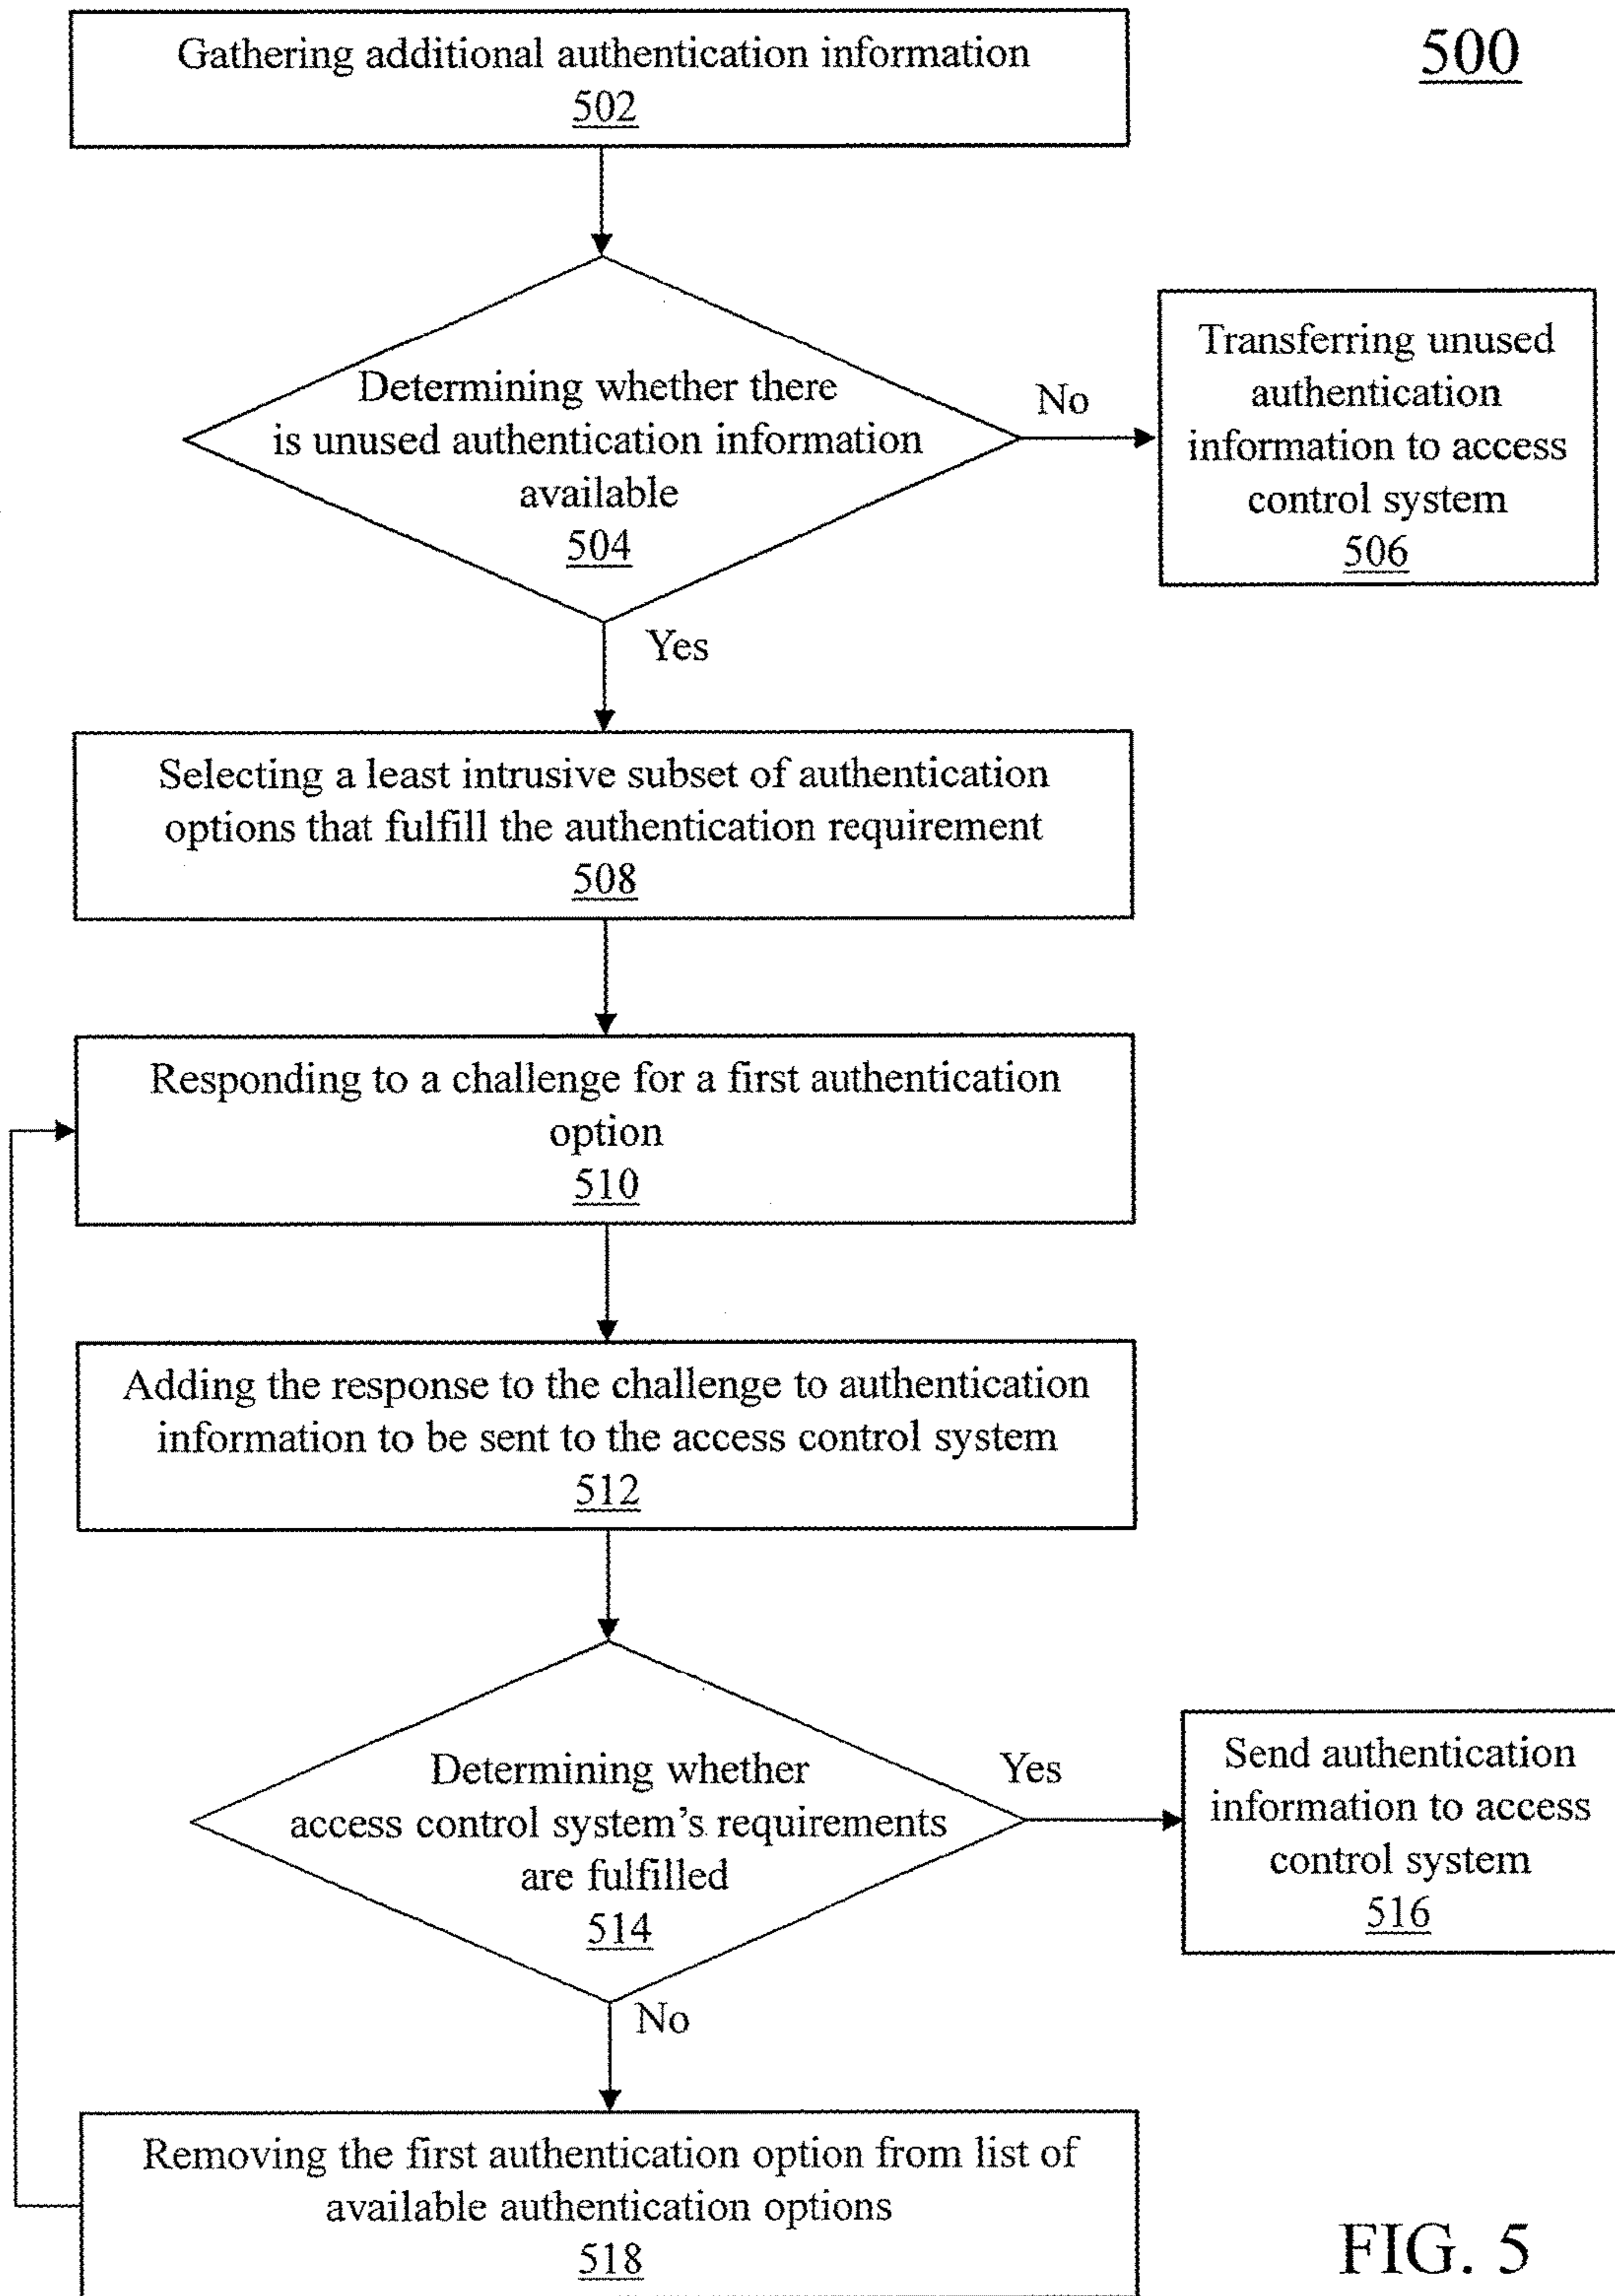 500
Gathering additional authentication information
502
Determining whether there
is unused authentication information
available
504
No
Transferring unused
authentication
information to access
control system
506
Yes
Selecting a least intrusive subset of authentication
options that fulfill the authentication requirement
508
Responding to a challenge for a first authentication
option
510
Adding the response to the challenge to authentication
information to be sent to the access control system
512
Determining whether
access control system's requirements
are fulfilled
514
Yes
Send authentication
information to access
control system
516
No
Removing the first authentication option from list of
available authentication options
518
FIG. 5